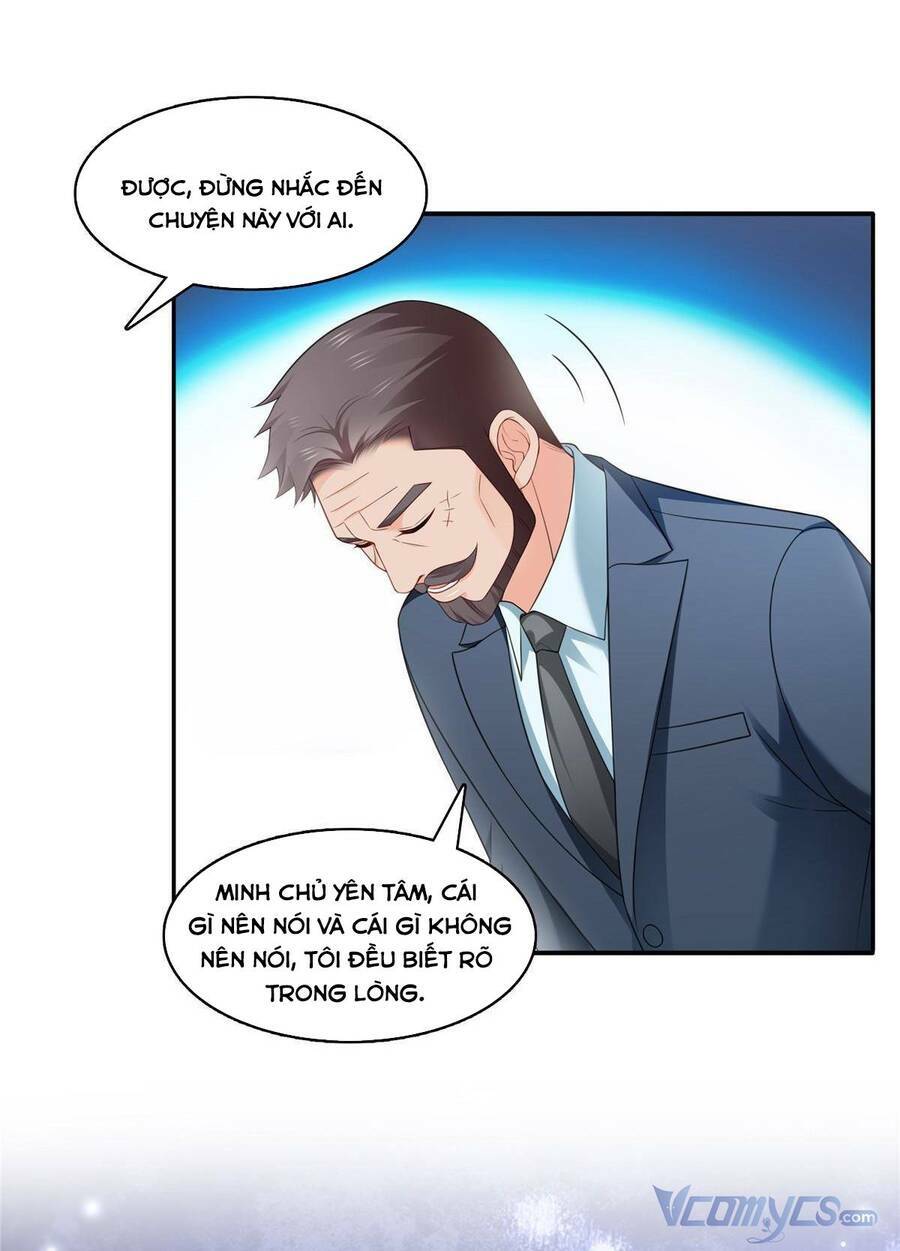 ĐƯỢC, ĐỪNG NHẮC ĐẾN
CHUYỆN NÀY VỚI AI.
MINH CHỦ YÊN TÂM, CÁI
GÌ NÊN NÓI VÀ CÁI GÌ KHÔNG
NÊN NÓI, TÔI ĐỀU BIẾT RÕ
TRONG LÒNG.
VCOMYCS.com